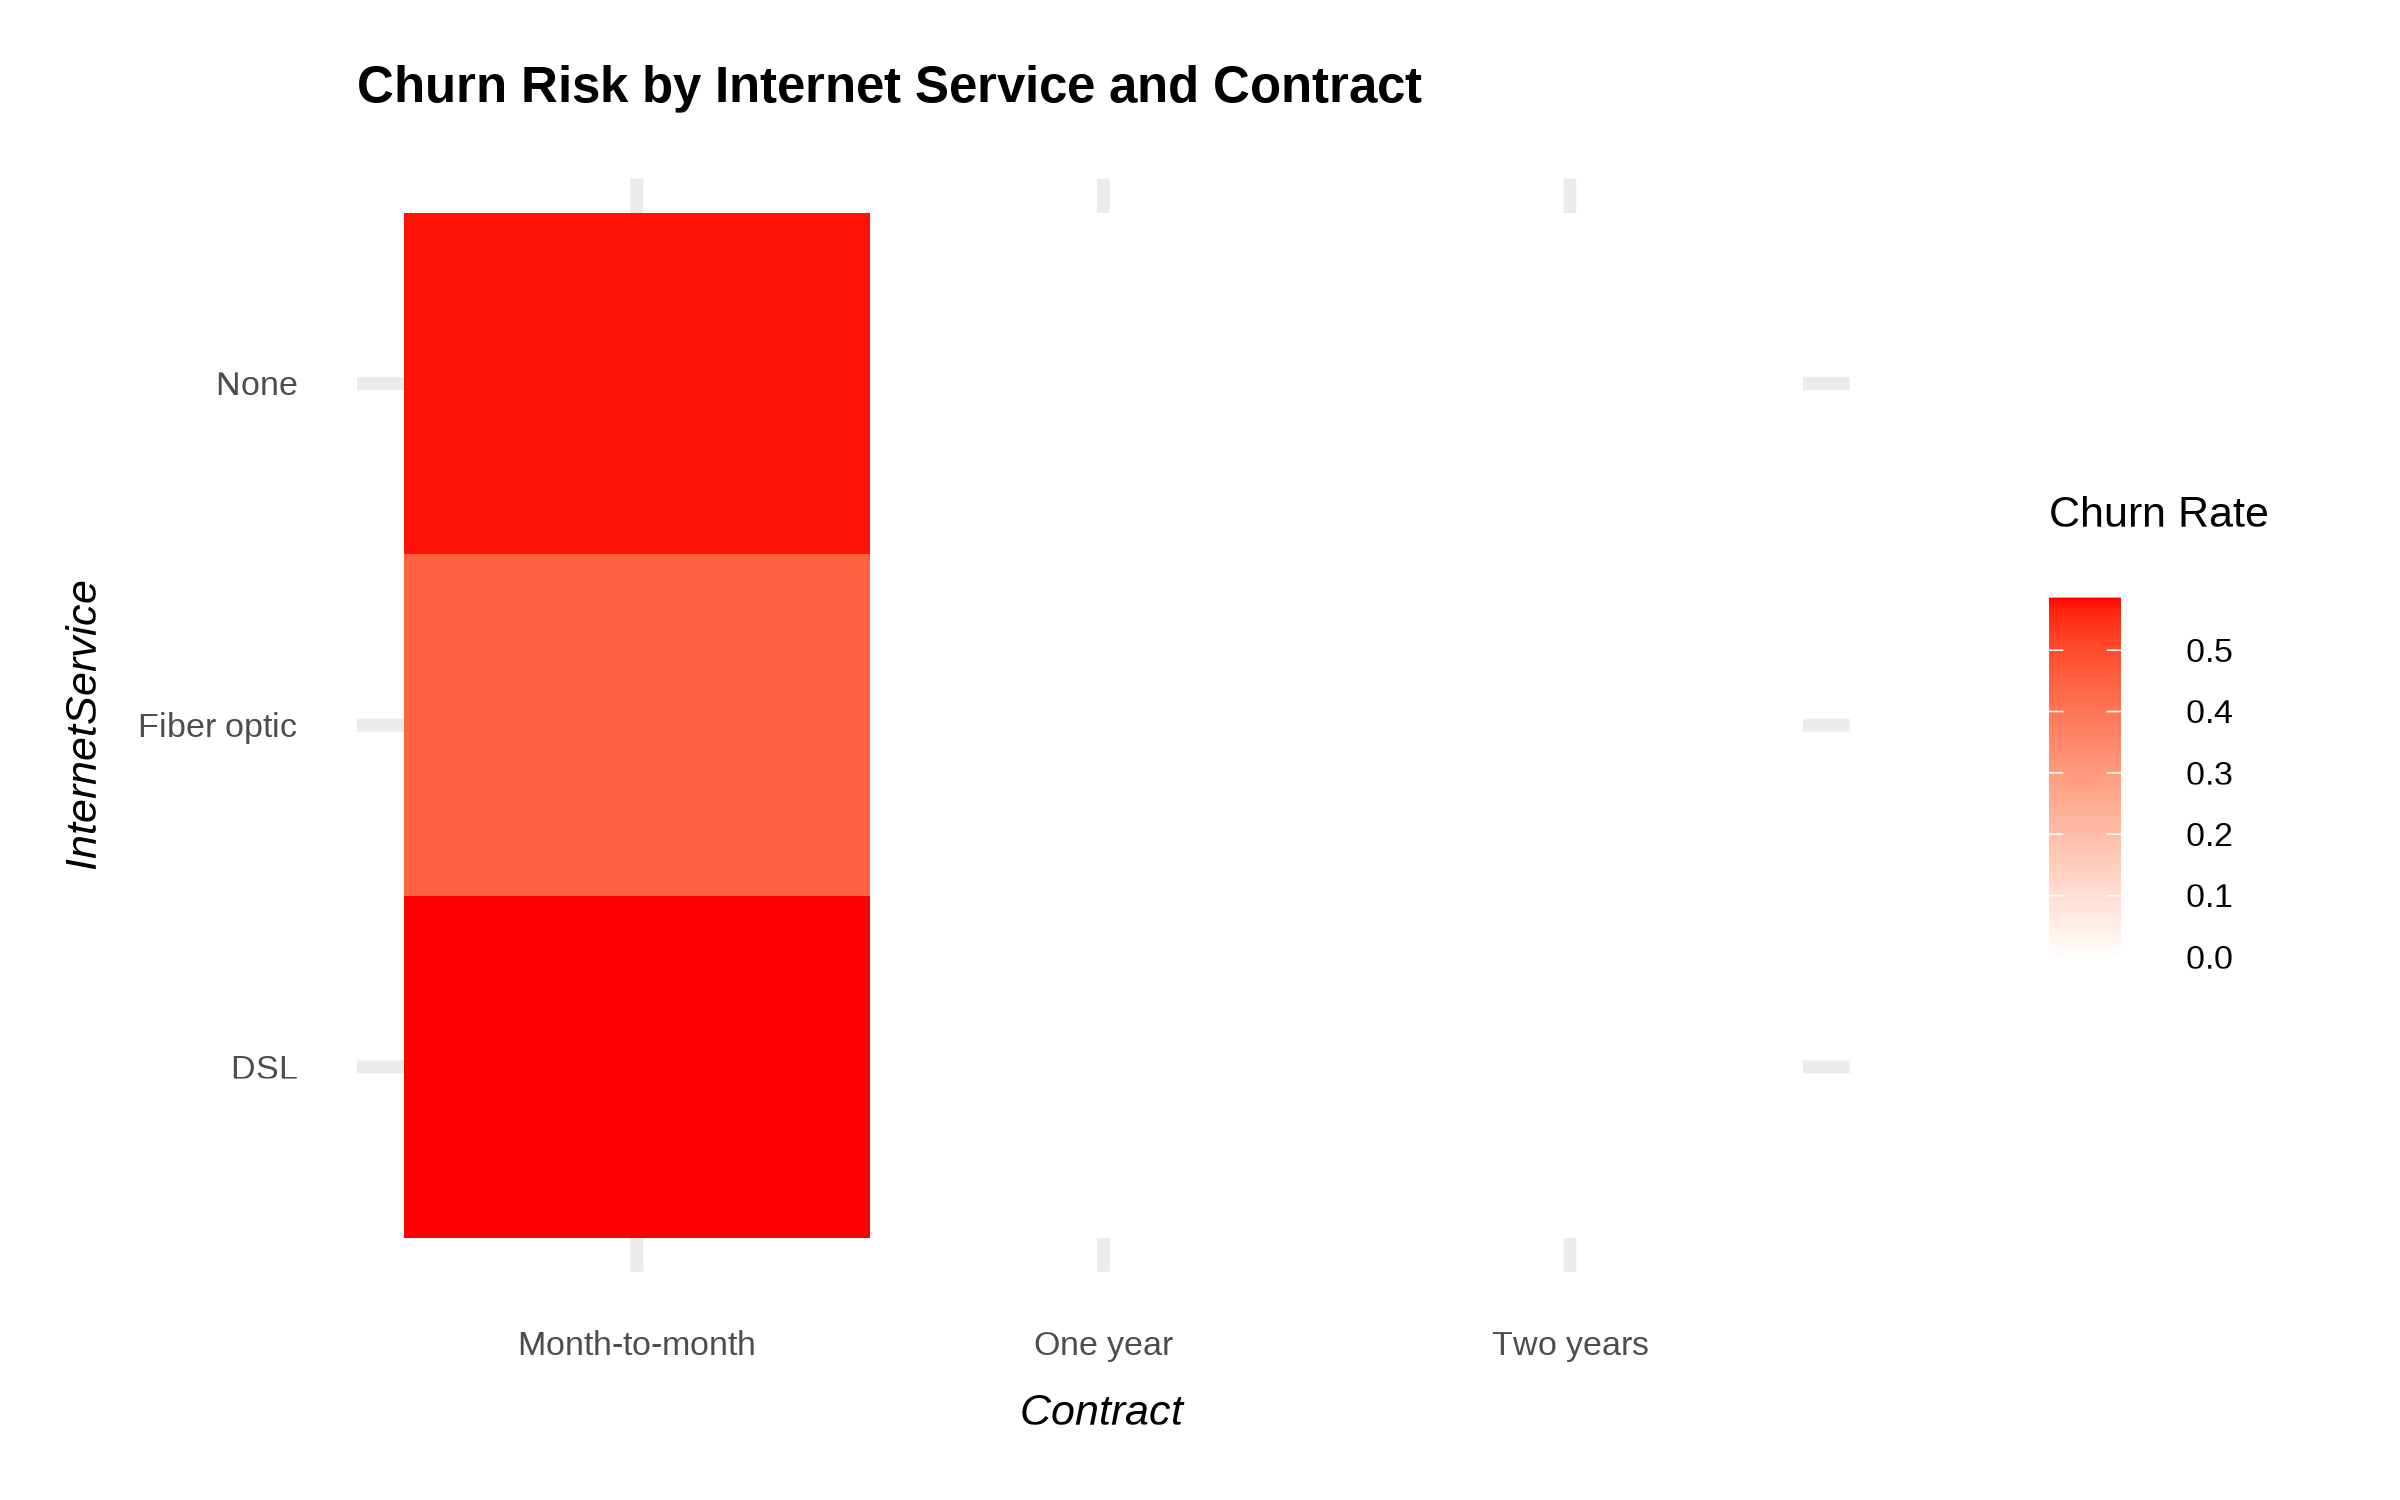 Churn Risk by Internet Service and Contract
None
Fiber optic
DSL
InternetService
Month-to-month
One year
Two years
Contract
Churn Rate
0.5
0.4
0.3
0.2
0.1
0.0